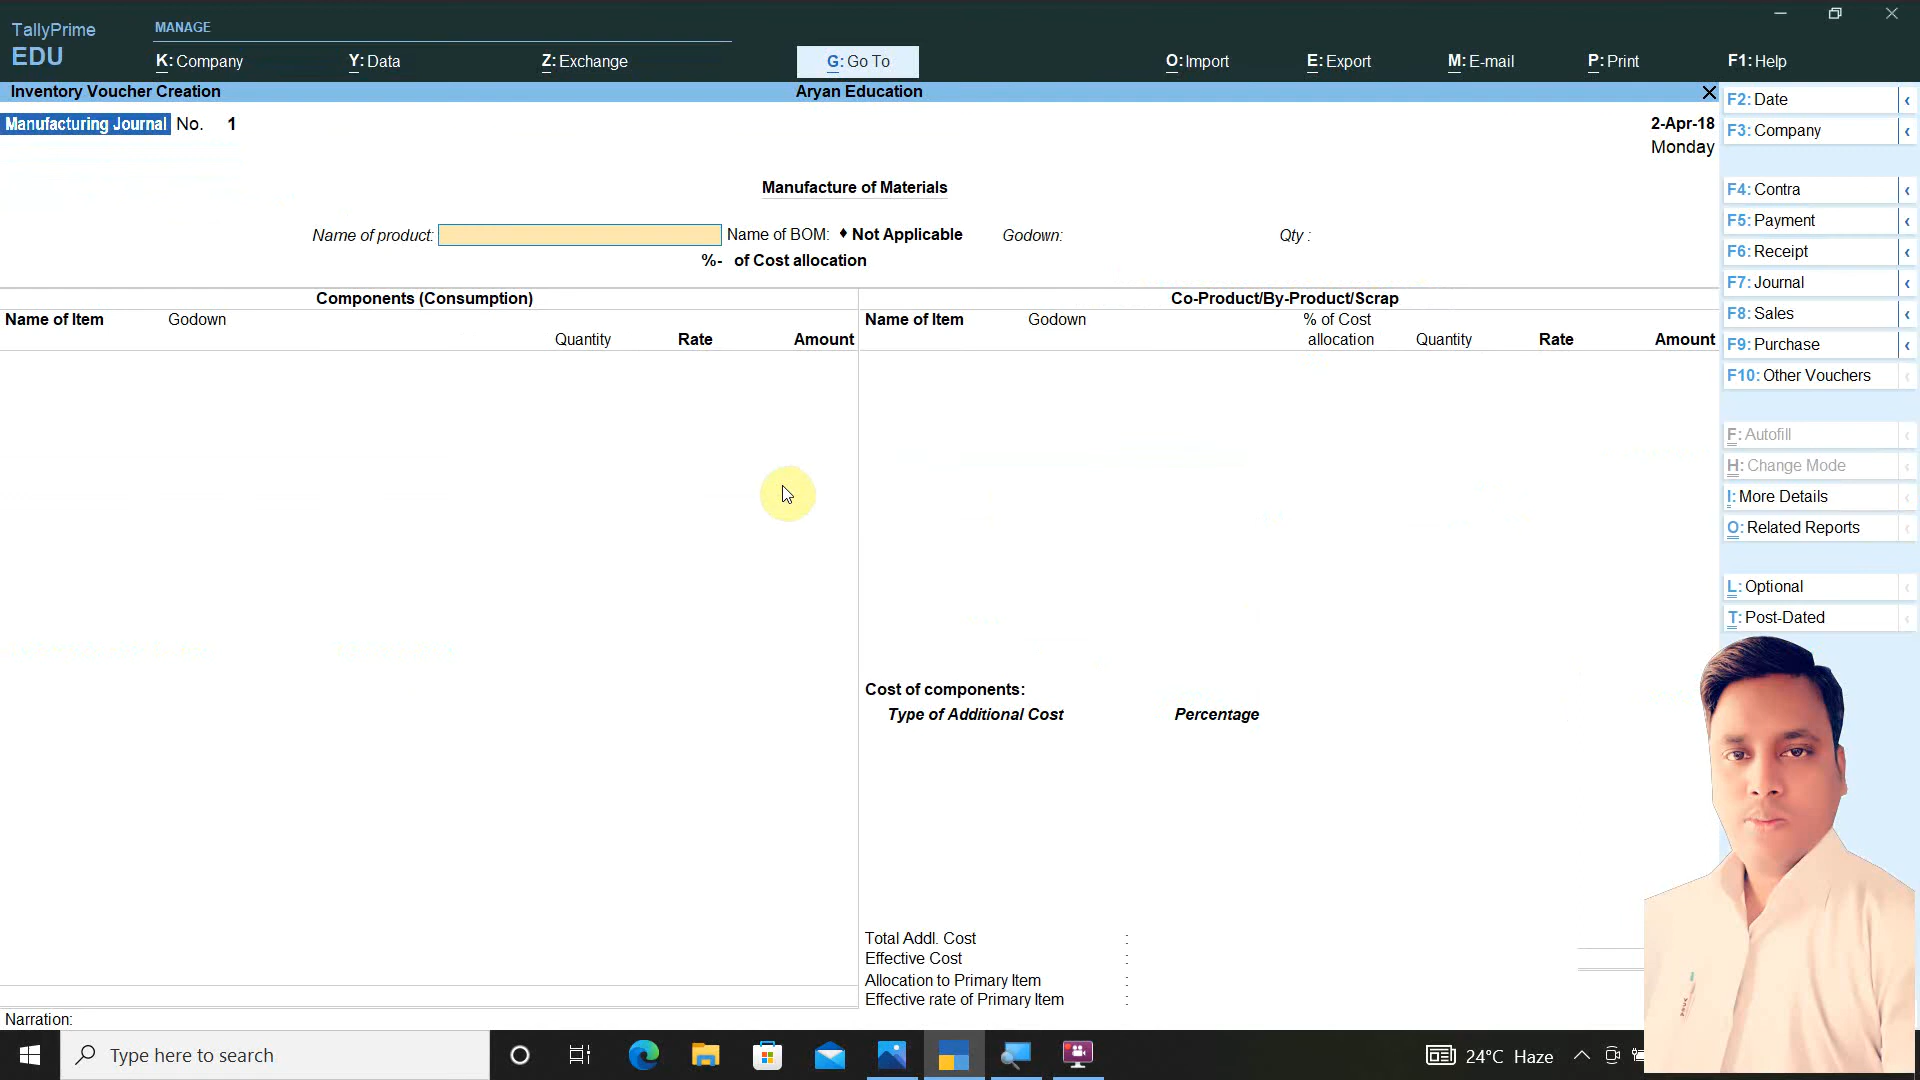 TallyPrime
EDU
MANAGE
K: Company
Y: Data
Z: Exchange
G: Go To
O: Import
E: Export
M: E-mail
P: Print
F1: Help
Inventory Voucher Creation
Aryan Education
Manufacturing Journal No. 1
2-Apr-18
Monday
Manufacture of Materials
Name of product:
Name of BOM: ♦ Not Applicable
Godown:
Qty :
%- of Cost allocation
Components (Consumption)
Name of Item
Godown
Quantity
Rate
Amount
Co-Product/By-Product/Scrap
Name of Item
Godown
% of Cost
allocation
Quantity
Rate
Amount
Cost of components:
Type of Additional Cost
Percentage
Total Addl. Cost :
Effective Cost :
Allocation to Primary Item :
Effective rate of Primary Item :
Narration:
F2: Date
F3: Company
F4: Contra
F5: Payment
F6: Receipt
F7: Journal
F8: Sales
F9: Purchase
F10: Other Vouchers
F: Autofill
H: Change Mode
I: More Details
O: Related Reports
L: Optional
T: Post-Dated
Type here to search
24°C Haze